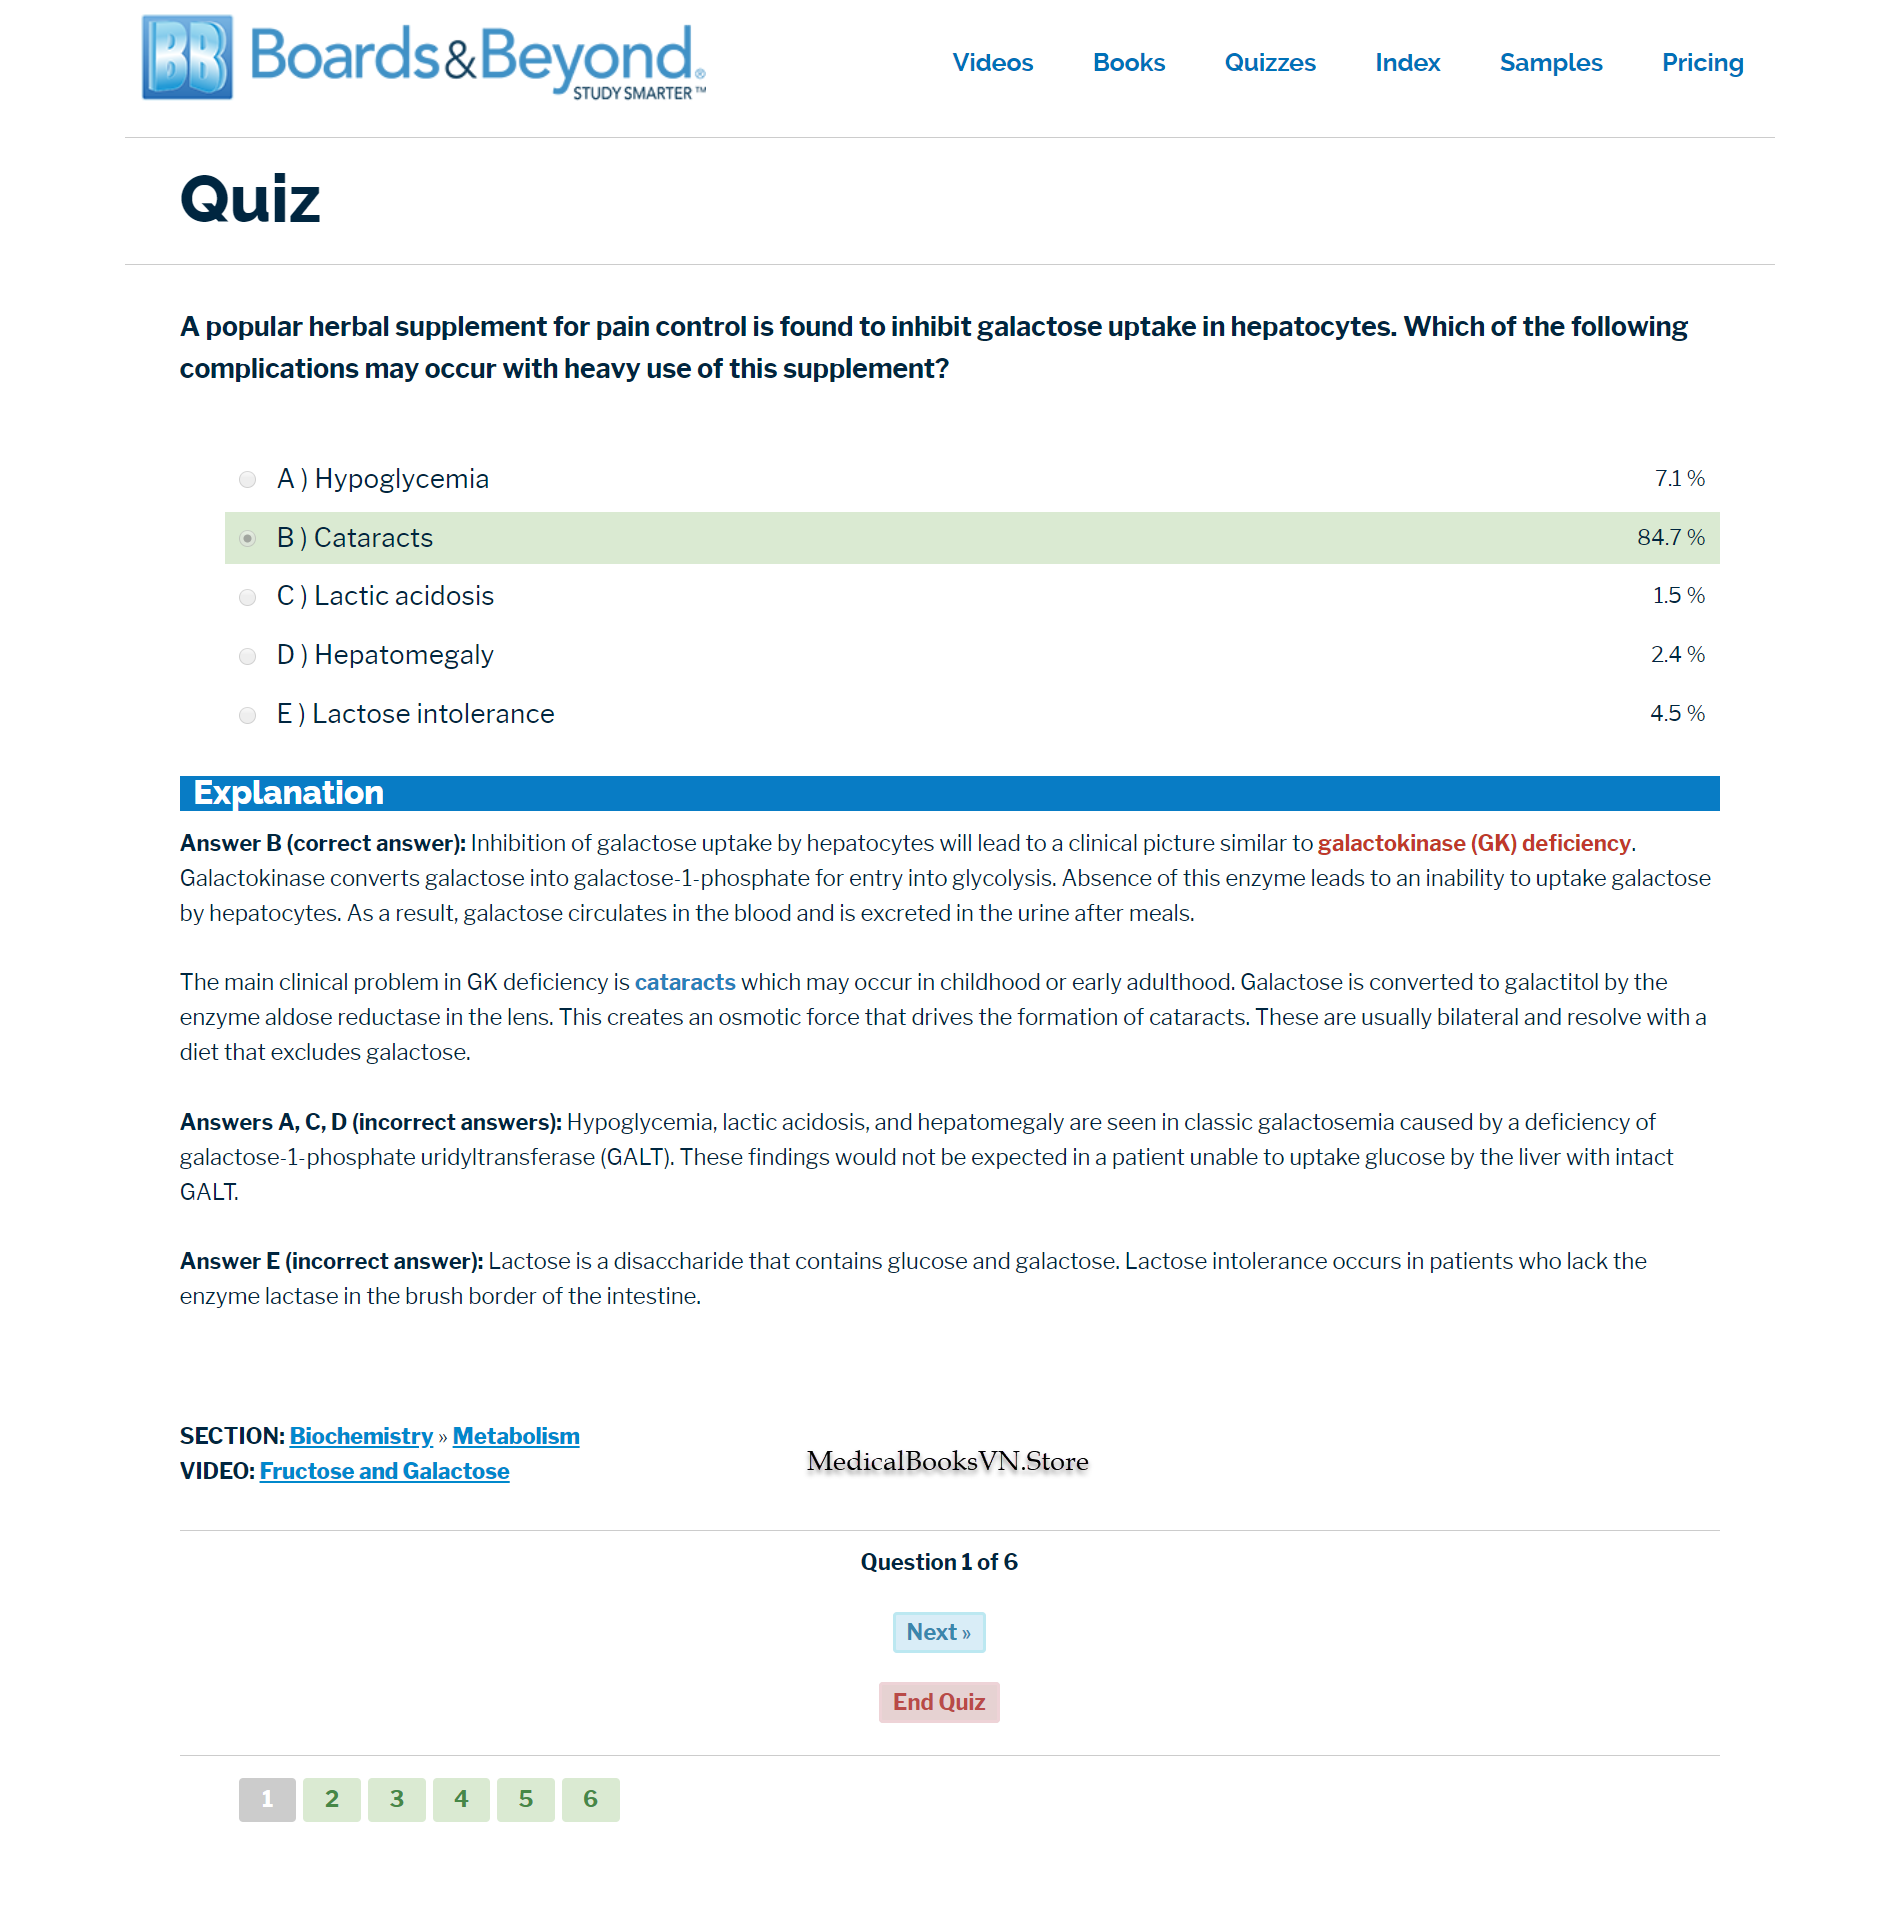 BB Boards&Beyond®
STUDY SMARTER™
Videos Books Quizzes Index Samples Pricing
Quiz
A popular herbal supplement for pain control is found to inhibit galactose uptake in hepatocytes. Which of the following
complications may occur with heavy use of this supplement?
A ) Hypoglycemia 7.1 %
B ) Cataracts 84.7 %
C ) Lactic acidosis 1.5 %
D ) Hepatomegaly 2.4 %
E ) Lactose intolerance 4.5 %
Explanation
Answer B (correct answer): Inhibition of galactose uptake by hepatocytes will lead to a clinical picture similar to galactokinase (GK) deficiency.
Galactokinase converts galactose into galactose-1-phosphate for entry into glycolysis. Absence of this enzyme leads to an inability to uptake galactose
by hepatocytes. As a result, galactose circulates in the blood and is excreted in the urine after meals.
The main clinical problem in GK deficiency is cataracts which may occur in childhood or early adulthood. Galactose is converted to galactitol by the
enzyme aldose reductase in the lens. This creates an osmotic force that drives the formation of cataracts. These are usually bilateral and resolve with a
diet that excludes galactose.
Answers A, C, D (incorrect answers): Hypoglycemia, lactic acidosis, and hepatomegaly are seen in classic galactosemia caused by a deficiency of
galactose-1-phosphate uridyltransferase (GALT). These findings would not be expected in a patient unable to uptake glucose by the liver with intact
GALT.
Answer E (incorrect answer): Lactose is a disaccharide that contains glucose and galactose. Lactose intolerance occurs in patients who lack the
enzyme lactase in the brush border of the intestine.
SECTION: Biochemistry » Metabolism
VIDEO: Fructose and Galactose
MedicalBooksVN.Store
Question 1 of 6
Next »
End Quiz
1 2 3 4 5 6